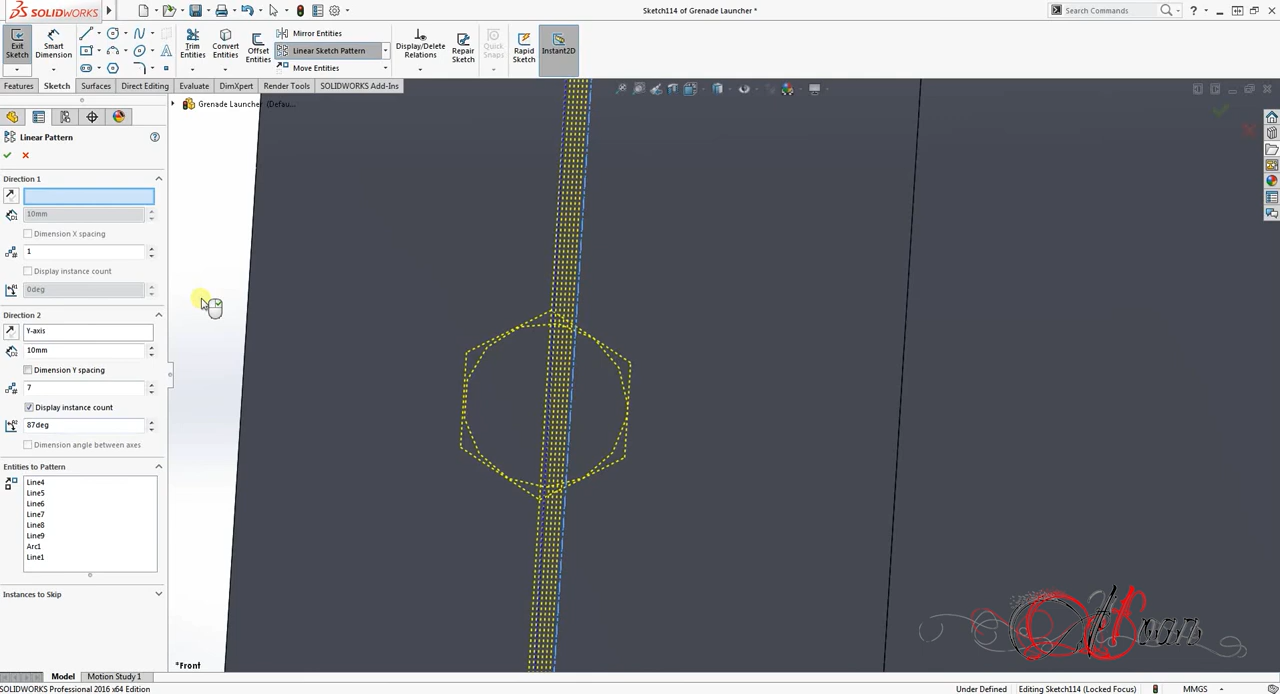 SOLIDWORKS
Sketch114 of Grenade Launcher *
Search Commands
Exit Sketch
Smart Dimension
Trim Entities
Convert Entities
Offset Entities
Mirror Entities
Linear Sketch Pattern
Move Entities
Display/Delete Relations
Repair Sketch
Quick Snaps
Rapid Sketch
Instant2D
Features
Sketch
Surfaces
Evaluate
DimXpert
Render Tools
SOLIDWORKS Add-Ins
Direct Editing
Grenade Launcher (Defau...
Linear Pattern
Direction 1
10mm
Dimension X spacing
1
Display instance count
0deg
Direction 2
Y-axis
10mm
Dimension Y spacing
7
Display instance count
87deg
Dimension angle between axes
Entities to Pattern
Line4
Line5
Line6
Line7
Line8
Line9
Arc1
Line1
Instances to Skip
*Front
Model
Motion Study 1
SOLIDWORKS Professional 2016 x64 Edition
Under Defined
Editing Sketch114 (Locked Focus)
MMGS